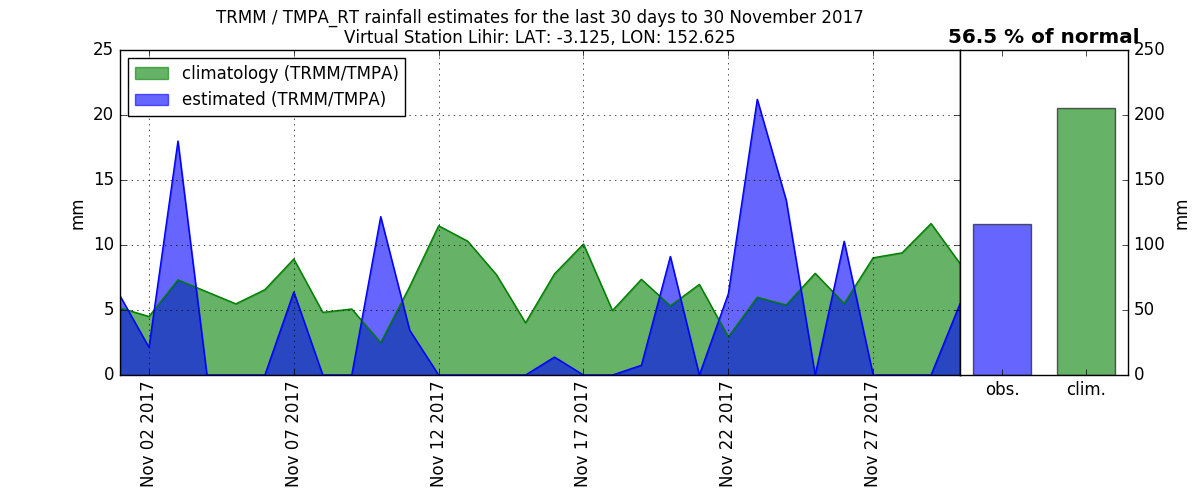 TRMM / TMPA_RT rainfall estimates for the last 30 days to 30 November 2017
Virtual Station Lihir: LAT: -3.125, LON: 152.625
56.5 % of normal
climatology (TRMM/TMPA)
estimated (TRMM/TMPA)
25
20
15
10
5
0
mm
Nov 02 2017
Nov 07 2017
Nov 12 2017
Nov 17 2017
Nov 22 2017
Nov 27 2017
obs.
clim.
250
200
150
100
50
0
mm